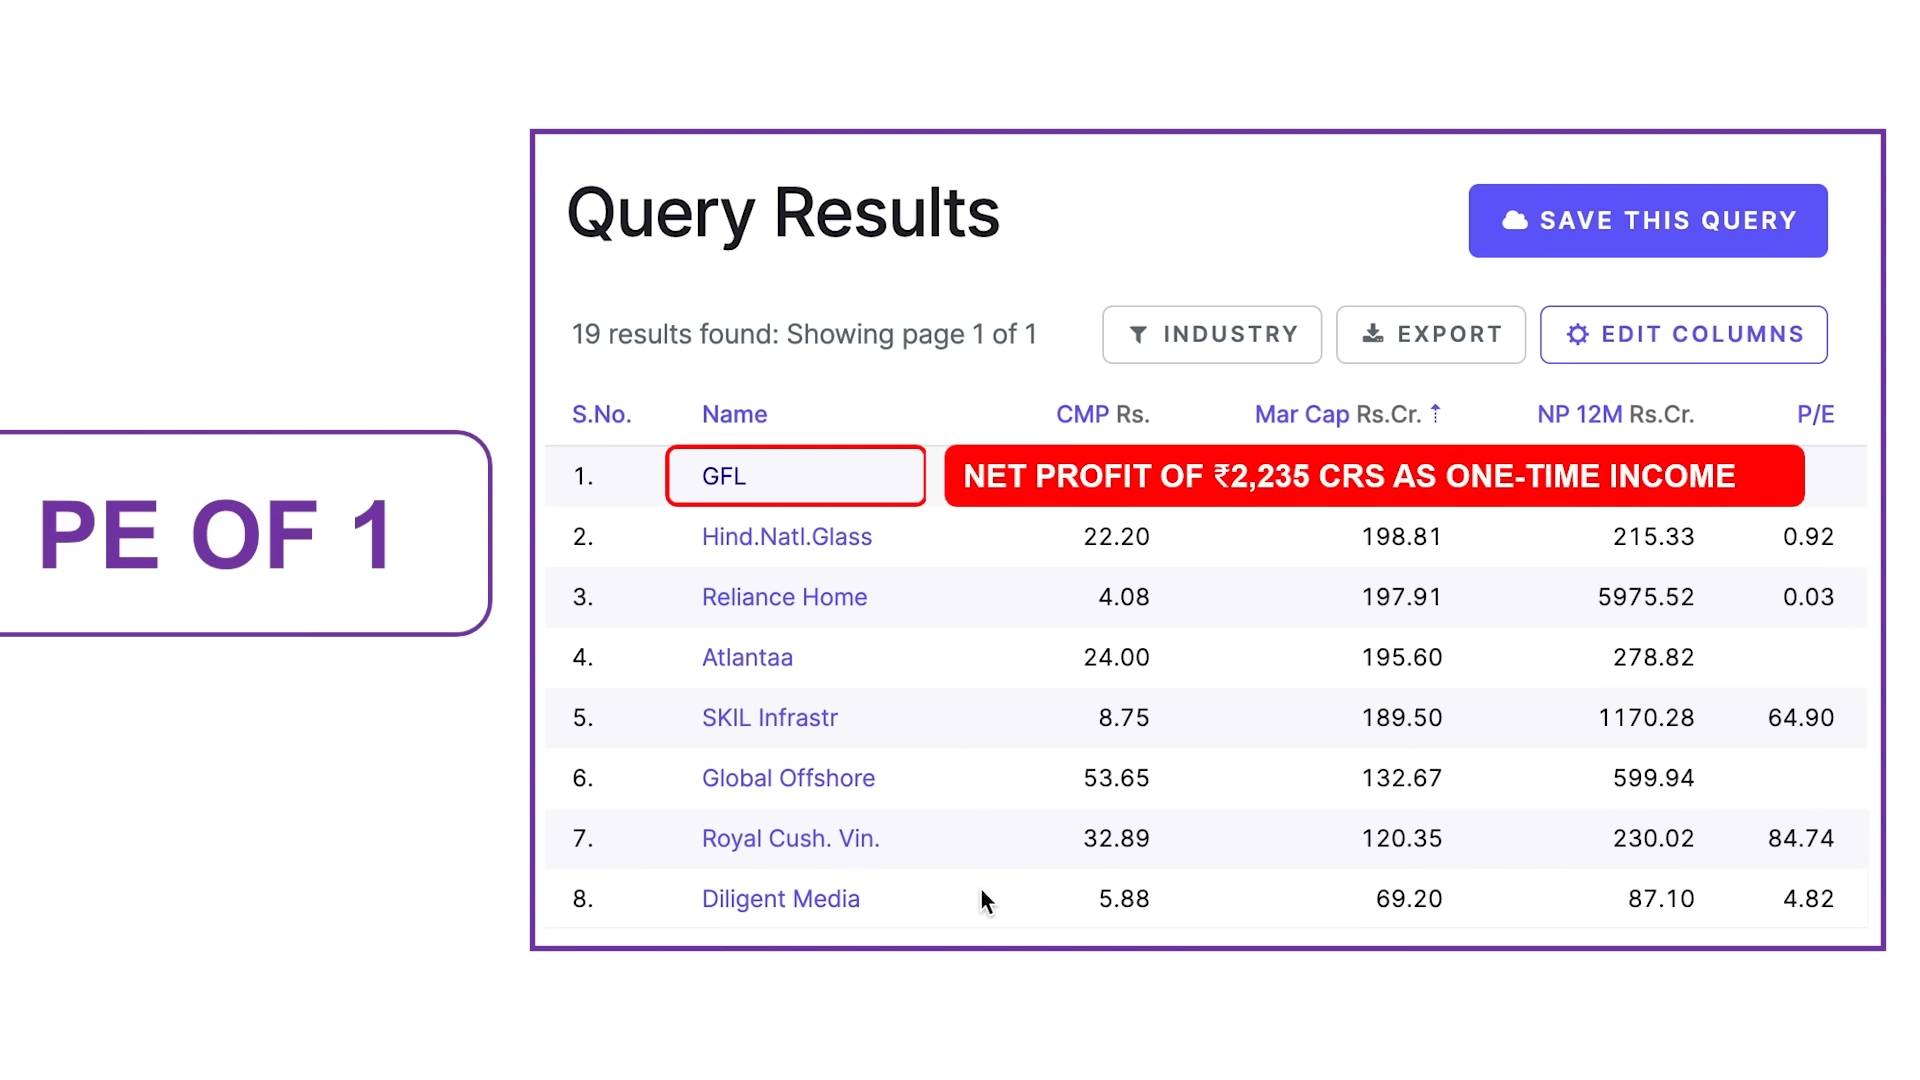 PE OF 1
Query Results
SAVE THIS QUERY
19 results found: Showing page 1 of 1
INDUSTRY
EXPORT
EDIT COLUMNS
S.No. Name CMP Rs. Mar Cap Rs.Cr. ↑ NP 12M Rs.Cr. P/E
1. GFL NET PROFIT OF ₹2,235 CRS AS ONE-TIME INCOME
2. Hind.Natl.Glass 22.20 198.81 215.33 0.92
3. Reliance Home 4.08 197.91 5975.52 0.03
4. Atlantaa 24.00 195.60 278.82
5. SKIL Infrastr 8.75 189.50 1170.28 64.90
6. Global Offshore 53.65 132.67 599.94
7. Royal Cush. Vin. 32.89 120.35 230.02 84.74
8. Diligent Media 5.88 69.20 87.10 4.82